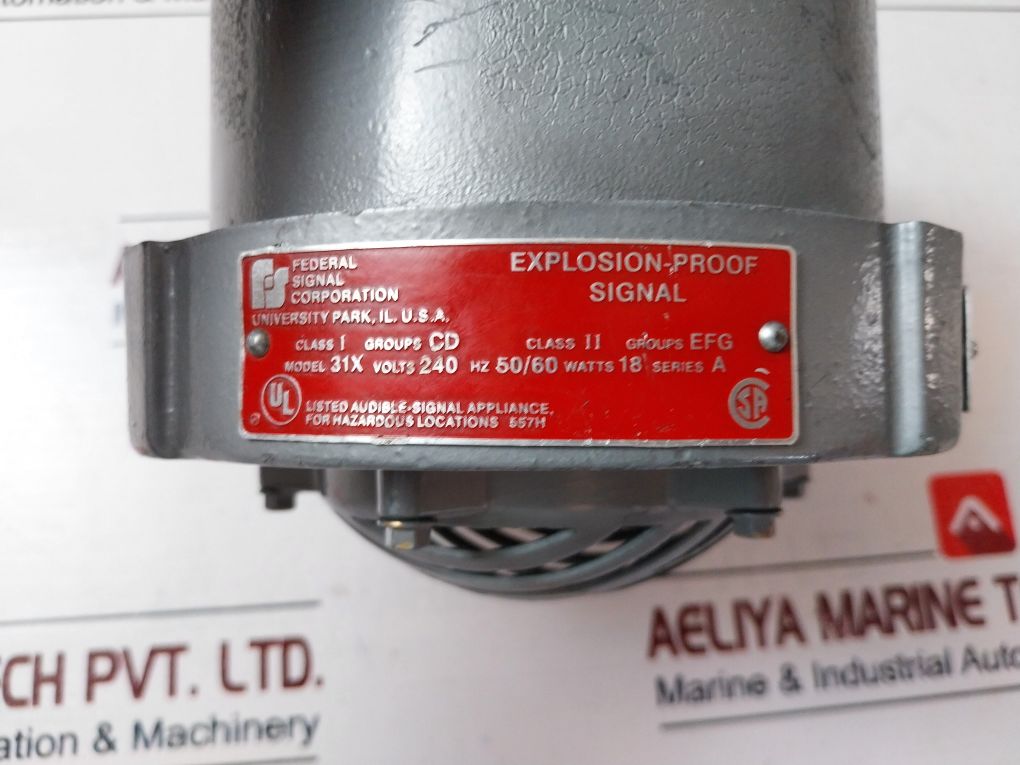 FEDERAL
SIGNAL
CORPORATION
UNIVERSITY PARK, IL. U.S.A.
EXPLOSION-PROOF
SIGNAL
CLASS I GROUPS CD CLASS II GROUPS EFG
MODEL 31X VOLTS 240 HZ 50/60 WATTS 18 SERIES A
UL
LISTED AUDIBLE-SIGNAL APPLIANCE.
FOR HAZARDOUS LOCATIONS 557H
SA
CH PVT. LTD.
ation & Machinery
AELIYA MARINE T
Marine & Industrial Auto